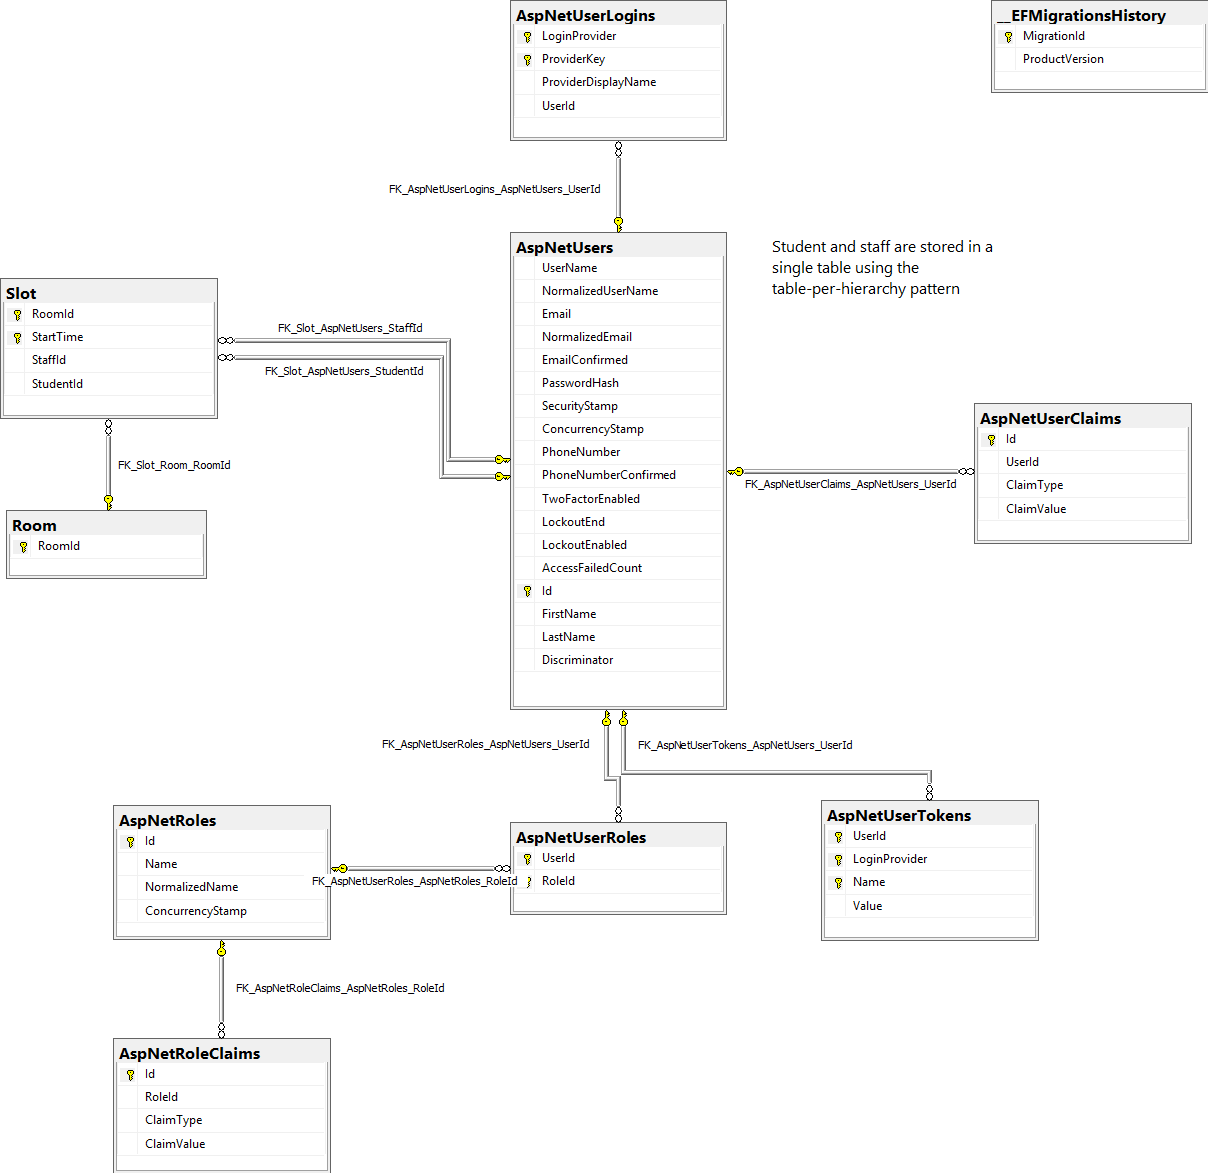 AspNetUserLogins
LoginProvider
ProviderKey
ProviderDisplayName
UserId
__EFMigrationsHistory
MigrationId
ProductVersion
FK_AspNetUserLogins_AspNetUsers_UserId
AspNetUsers
UserName
NormalizedUserName
Email
NormalizedEmail
EmailConfirmed
PasswordHash
SecurityStamp
ConcurrencyStamp
PhoneNumber
PhoneNumberConfirmed
TwoFactorEnabled
LockoutEnd
LockoutEnabled
AccessFailedCount
Id
FirstName
LastName
Discriminator
Student and staff are stored in a
single table using the
table-per-hierarchy pattern
Slot
RoomId
StartTime
StaffId
StudentId
FK_Slot_AspNetUsers_StaffId
FK_Slot_AspNetUsers_StudentId
FK_Slot_Room_RoomId
Room
RoomId
AspNetUserClaims
Id
UserId
ClaimType
ClaimValue
FK_AspNetUserClaims_AspNetUsers_UserId
FK_AspNetUserRoles_AspNetUsers_UserId
FK_AspNetUserTokens_AspNetUsers_UserId
AspNetRoles
Id
Name
NormalizedName
ConcurrencyStamp
FK_AspNetUserRoles_AspNetRoles_RoleId
AspNetUserRoles
UserId
RoleId
AspNetUserTokens
UserId
LoginProvider
Name
Value
FK_AspNetRoleClaims_AspNetRoles_RoleId
AspNetRoleClaims
Id
RoleId
ClaimType
ClaimValue